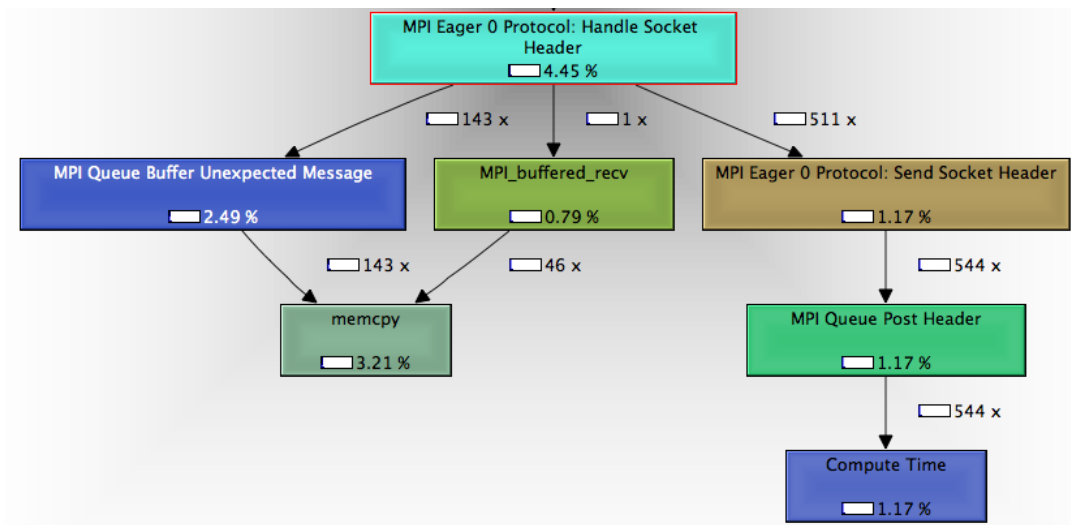 MPI Eager 0 Protocol: Handle Socket
Header
4.45 %
143 x
1 x
511 x
MPI Queue Buffer Unexpected Message
2.49 %
MPI_buffered_recv
0.79 %
MPI Eager 0 Protocol: Send Socket Header
1.17 %
143 x
46 x
544 x
memcpy
3.21 %
MPI Queue Post Header
1.17 %
544 x
Compute Time
1.17 %